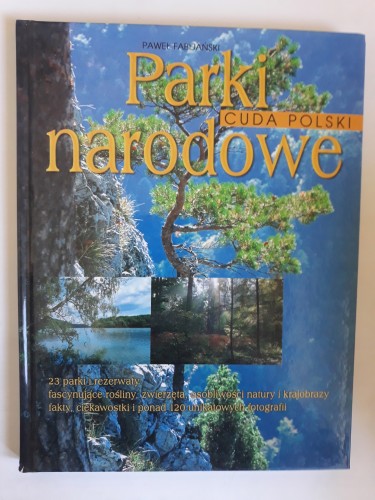 PAWEŁ FABIJAŃSKI
Parki
CUDA POLSKI
narodowe
23 parki i rezerwaty,
fascynujące rośliny, zwierzęta, osobliwości natury i krajobrazy
fakty, ciekawostki i ponad 120 unikatowych fotografii